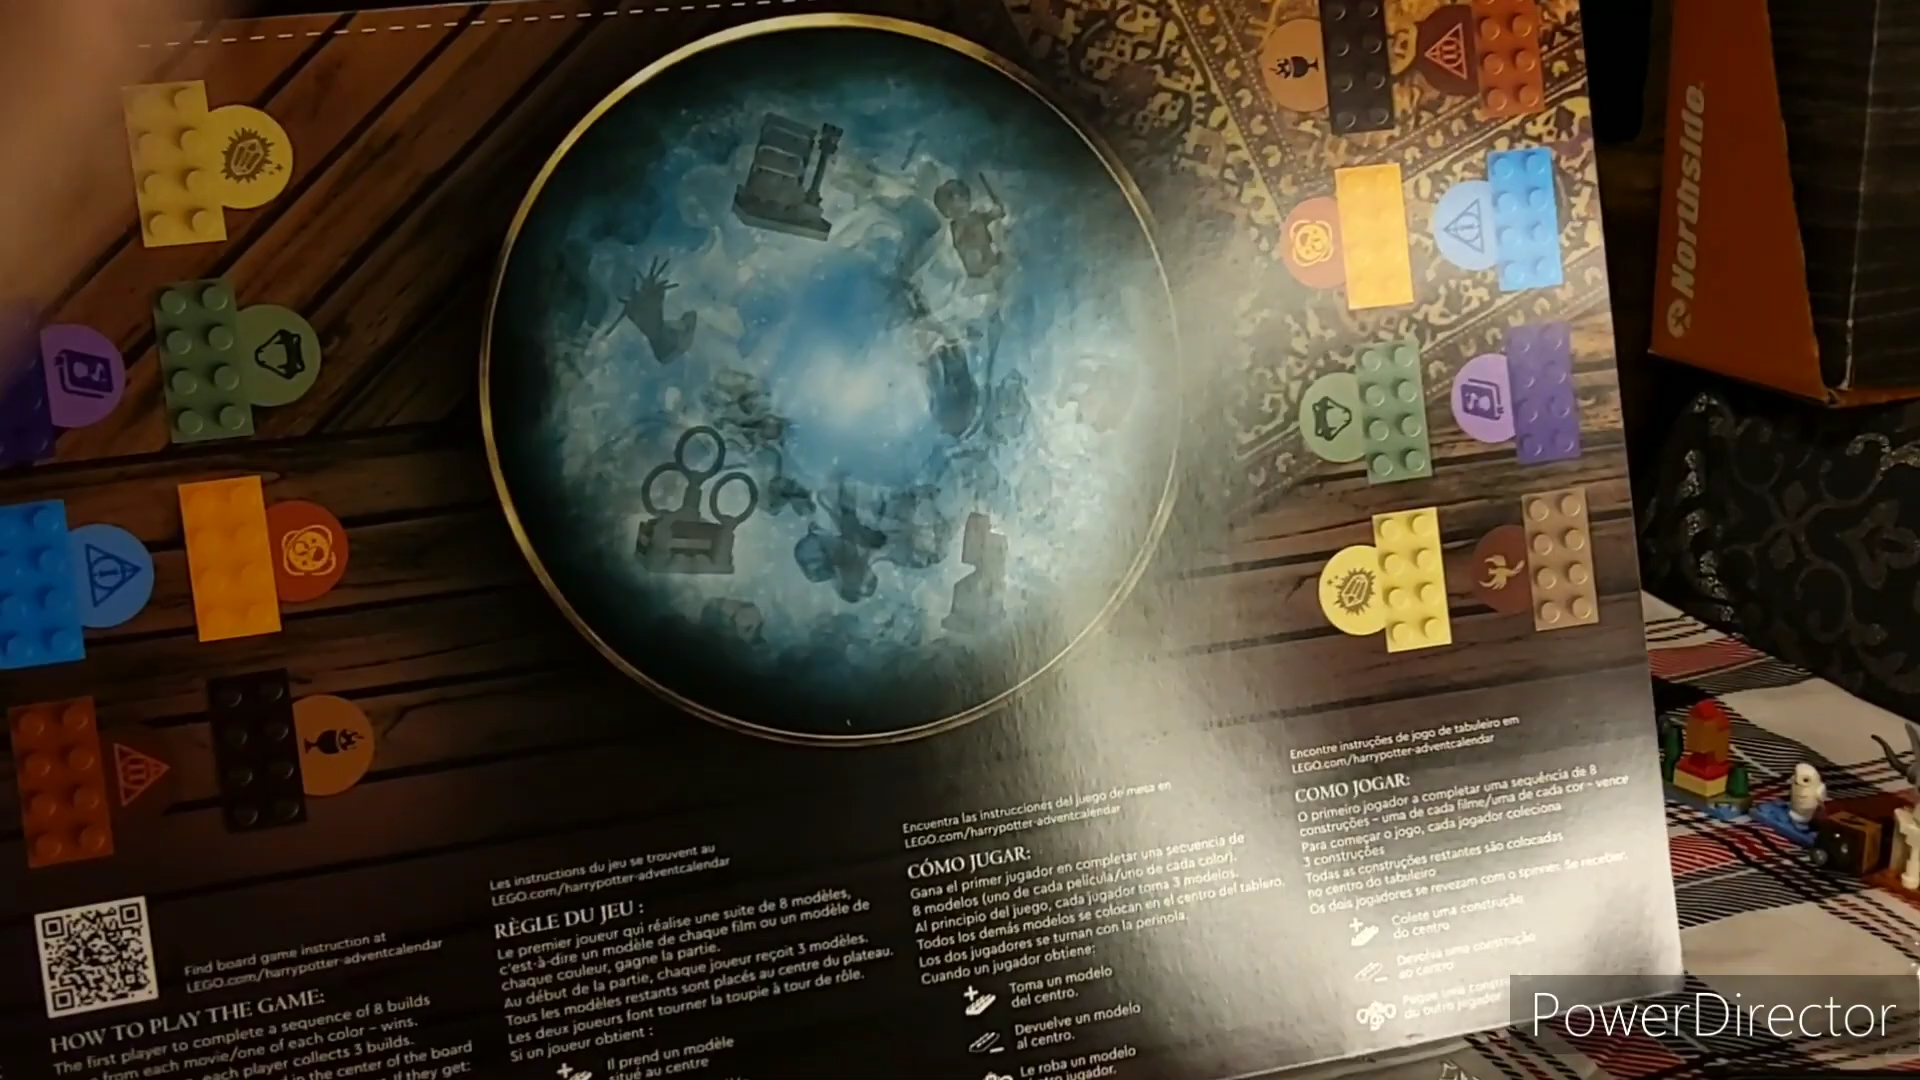 Northside
Find board game instruction at
LEGO.com/harrypotter-adventcalendar
HOW TO PLAY THE GAME:
The first player to complete a sequence of 8 builds
from each movie/one of each color – wins.
each player collects 3 builds.
in the center of the board
if they get:
Les instructions du jeu se trouvent au
LEGO.com/harrypotter-adventcalendar
RÈGLE DU JEU :
Le premier joueur qui réalise une suite de 8 modèles,
c'est-à-dire un modèle de chaque film ou un modèle de
chaque couleur, gagne la partie.
Au début de la partie, chaque joueur reçoit 3 modèles.
Tous les modèles restants sont placés au centre du plateau.
Les deux joueurs font tourner la toupie à tour de rôle.
Si un joueur obtient :
Il prend un modèle
situé au centre
Encuentra las instrucciones del juego de mesa en
LEGO.com/harrypotter-adventcalendar
CÓMO JUGAR:
Gana el primer jugador en completar una secuencia de
8 modelos (uno de cada película/uno de cada color).
Al principio del juego, cada jugador toma 3 modelos.
Todos los demás modelos se colocan en el centro del tablero.
Los dos jugadores se turnan con la perinola.
Cuando un jugador obtiene:
Toma un modelo
del centro.
Devuelve un modelo
al centro.
Le roba un modelo
jugador.
Encontre instruções de jogo de tabuleiro em
LEGO.com/harrypotter-adventcalendar
COMO JOGAR:
O primeiro jogador a completar uma sequência de 8
construções – uma de cada filme/uma de cada cor – vence
Para começar o jogo, cada jogador coleciona
3 construções
Todas as construções restantes são colocadas
no centro do tabuleiro
Os dois jogadores se revezam com o spinner. Se receber:
Colete uma construção
do centro
Devolva uma construção
ao centro
Pegue uma
do outro jogador
PowerDirector